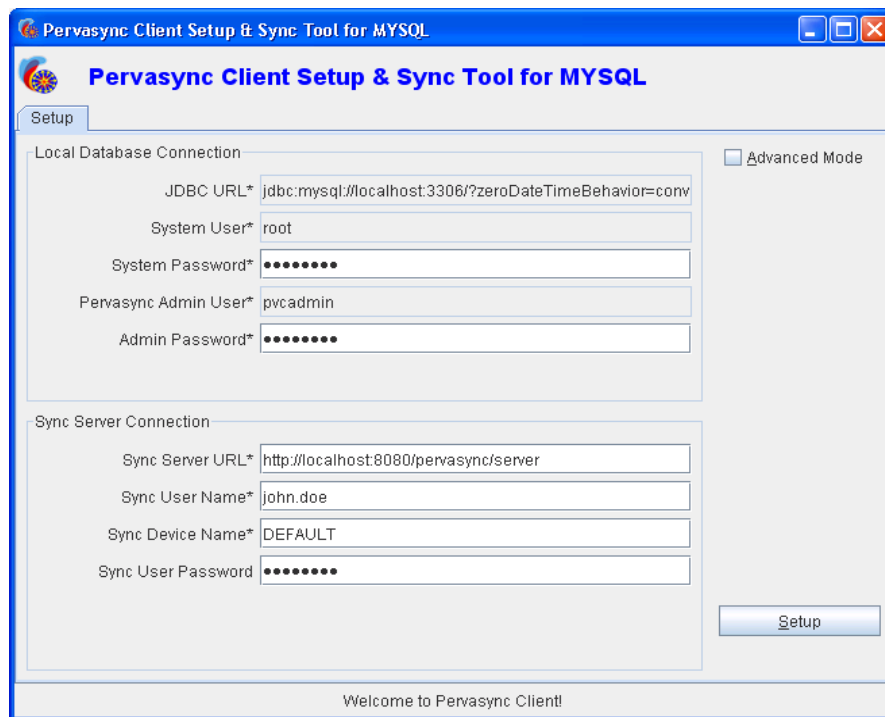 Pervasync Client Setup & Sync Tool for MYSQL
Pervasync Client Setup & Sync Tool for MYSQL
Setup
Local Database Connection
Advanced Mode
JDBC URL* jdbc:mysql://localhost:3306/?zeroDateTimeBehavior=conv
System User* root
System Password* ••••••••
Pervasync Admin User* pvcadmin
Admin Password* ••••••••
Sync Server Connection
Sync Server URL* http://localhost:8080/pervasync/server
Sync User Name* john.doe
Sync Device Name* DEFAULT
Sync User Password ••••••••
Setup
Welcome to Pervasync Client!